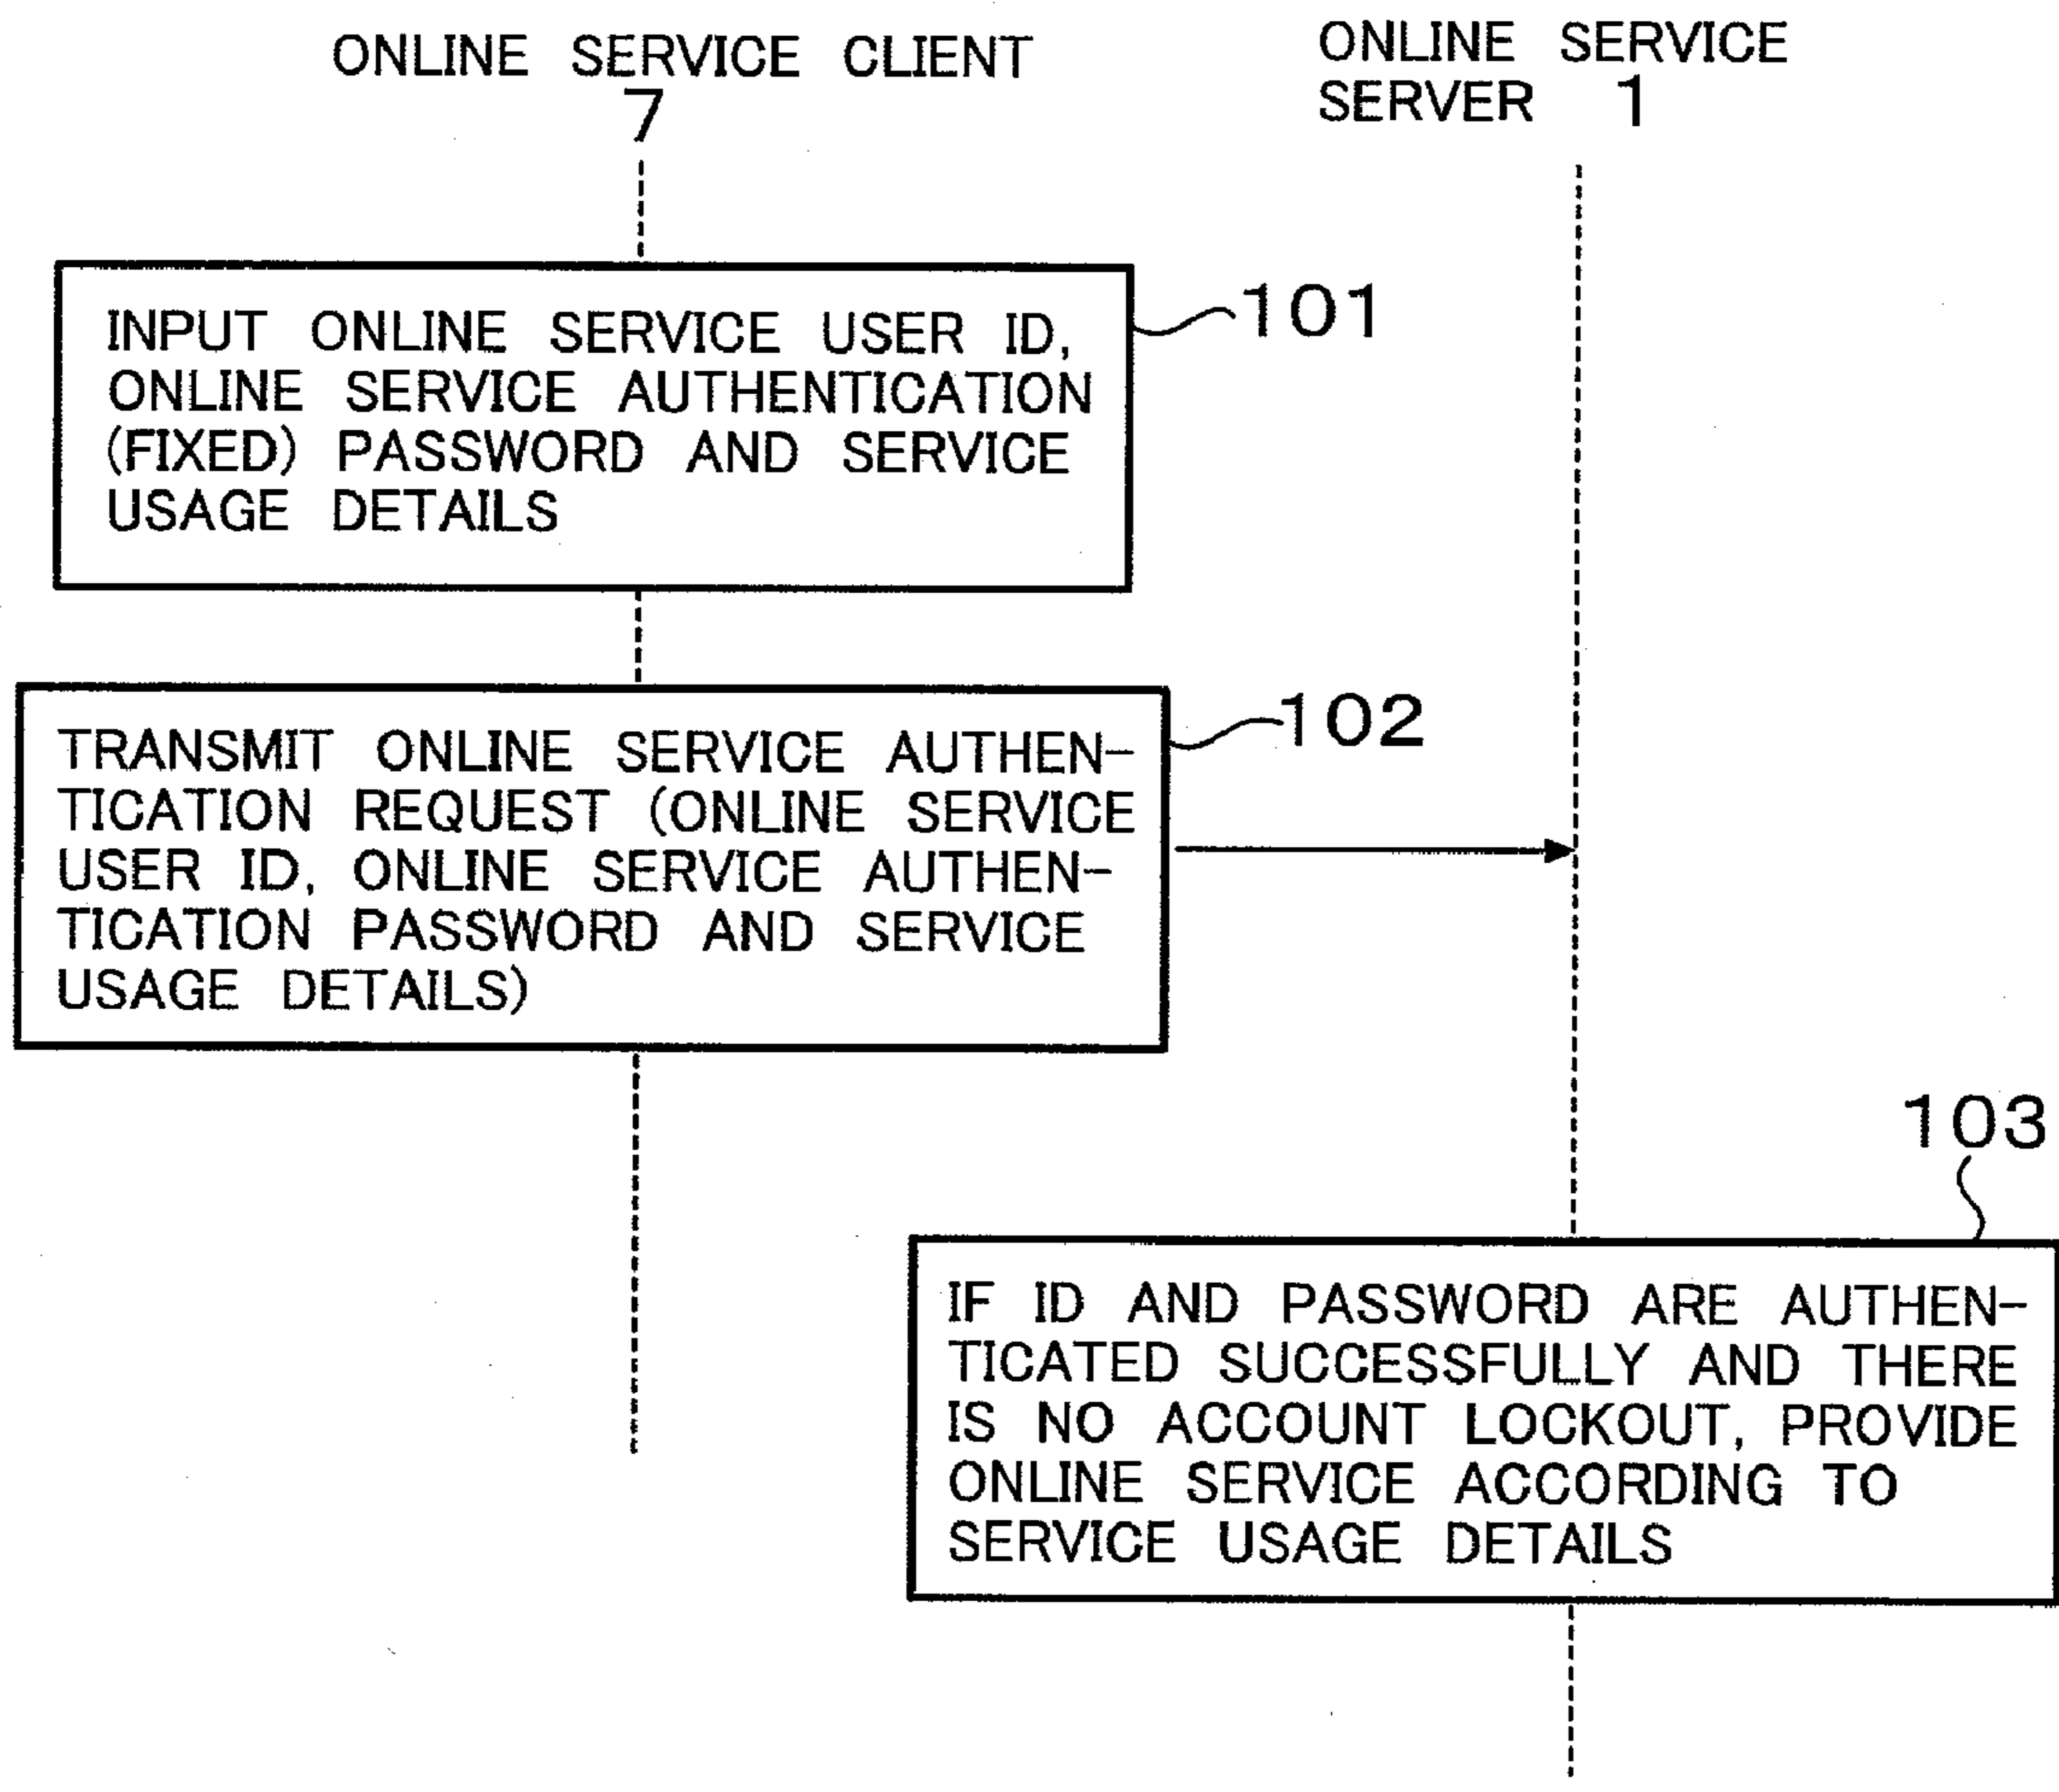 ONLINE SERVICE CLIENT
7
ONLINE SERVICE
SERVER 1
INPUT ONLINE SERVICE USER ID,
ONLINE SERVICE AUTHENTICATION
(FIXED) PASSWORD AND SERVICE
USAGE DETAILS
101
TRANSMIT ONLINE SERVICE AUTHEN-
TICATION REQUEST (ONLINE SERVICE
USER ID, ONLINE SERVICE AUTHEN-
TICATION PASSWORD AND SERVICE
USAGE DETAILS)
102
103
IF ID AND PASSWORD ARE AUTHEN-
TICATED SUCCESSFULLY AND THERE
IS NO ACCOUNT LOCKOUT, PROVIDE
ONLINE SERVICE ACCORDING TO
SERVICE USAGE DETAILS